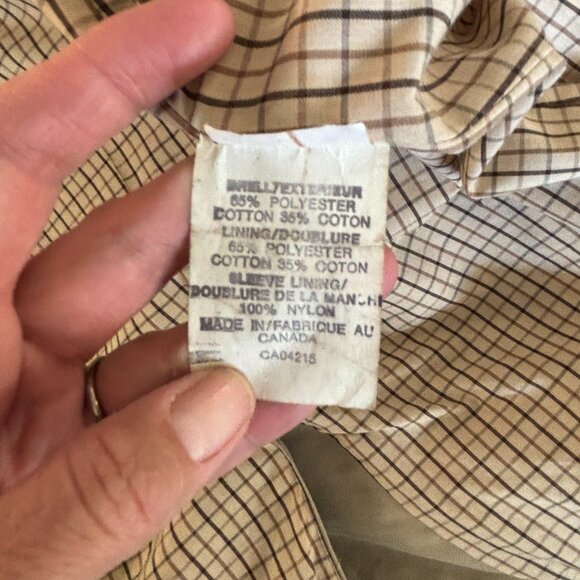 SHELL/EXTERIEUR
65% POLYESTER
COTTON 35% COTON
LINING/DOUBLURE
65% POLYESTER
COTTON 35% COTON
SLEEVE LINING/
DOUBLURE DE LA MANCH
100% NYLON
MADE IN/FABRIQUE AU
CANADA
CA04215